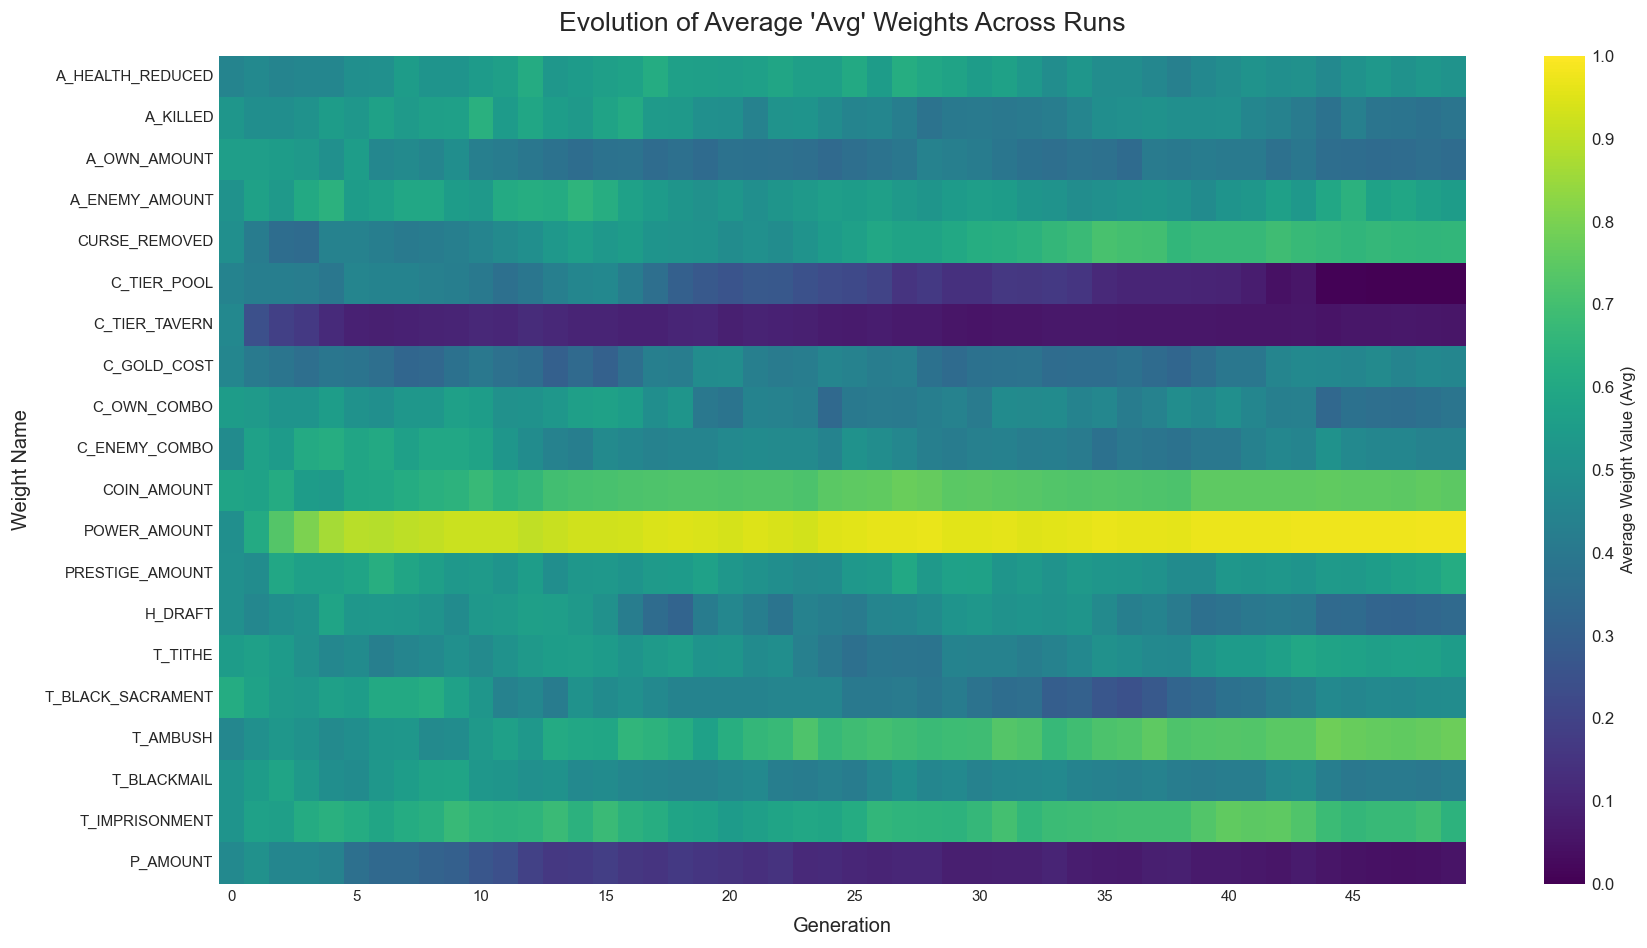 Evolution of Average 'Avg' Weights Across Runs
Weight Name
A_HEALTH_REDUCED
A_KILLED
A_OWN_AMOUNT
A_ENEMY_AMOUNT
CURSE_REMOVED
C_TIER_POOL
C_TIER_TAVERN
C_GOLD_COST
C_OWN_COMBO
C_ENEMY_COMBO
COIN_AMOUNT
POWER_AMOUNT
PRESTIGE_AMOUNT
H_DRAFT
T_TITHE
T_BLACK_SACRAMENT
T_AMBUSH
T_BLACKMAIL
T_IMPRISONMENT
P_AMOUNT
0 5 10 15 20 25 30 35 40 45
Generation
1.0
0.9
0.8
0.7
0.6
0.5
0.4
0.3
0.2
0.1
0.0
Average Weight Value (Avg)